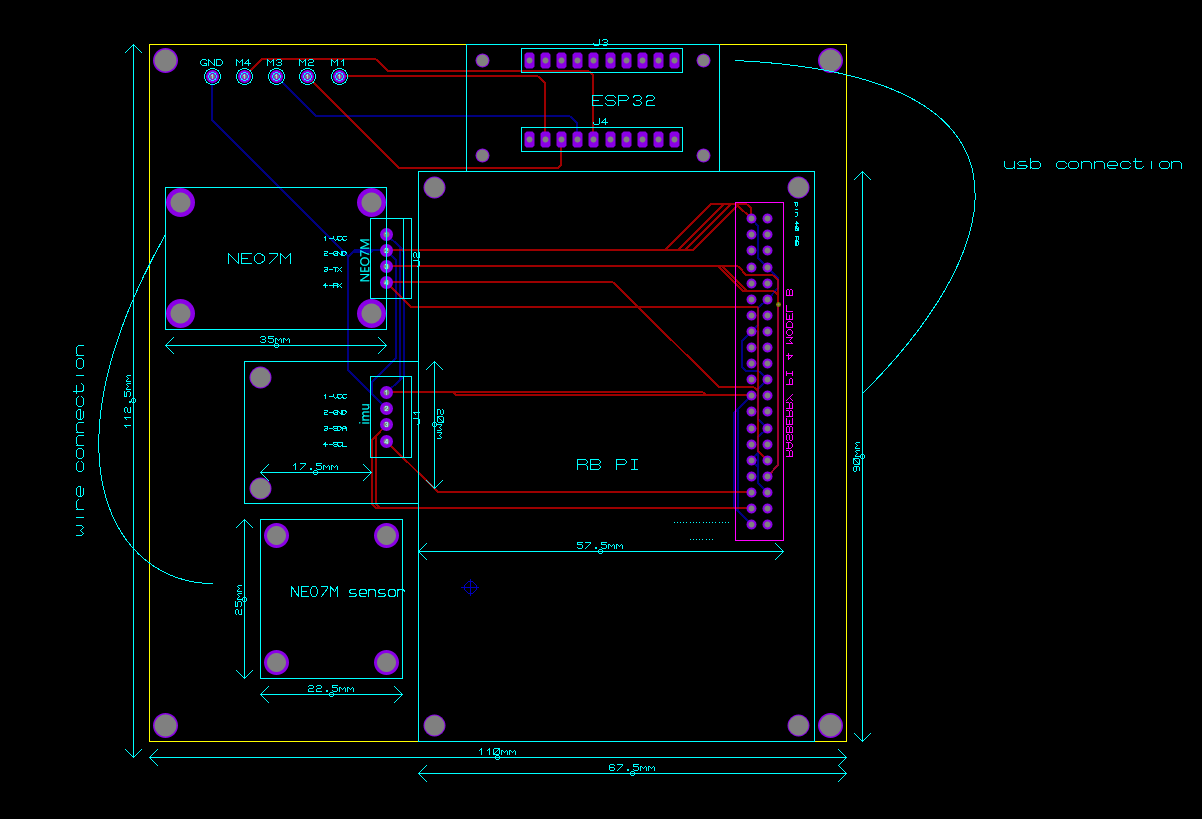 J3
GND M4 M3 M2 M1
ESP32
J4
usb connection
NEO7M
1-VCC
2-GND
3-TX
4-RX
NEO7M
J2
35mm
wire connection
112.5mm
RASBERRY PI 4 MODEL B
1-VCC
2-GND
3-SDA
4-SCL
imu
J1
20mm
17.5mm
RB PI
90mm
57.5mm
25mm
NEO7M sensor
22.5mm
110mm
67.5mm